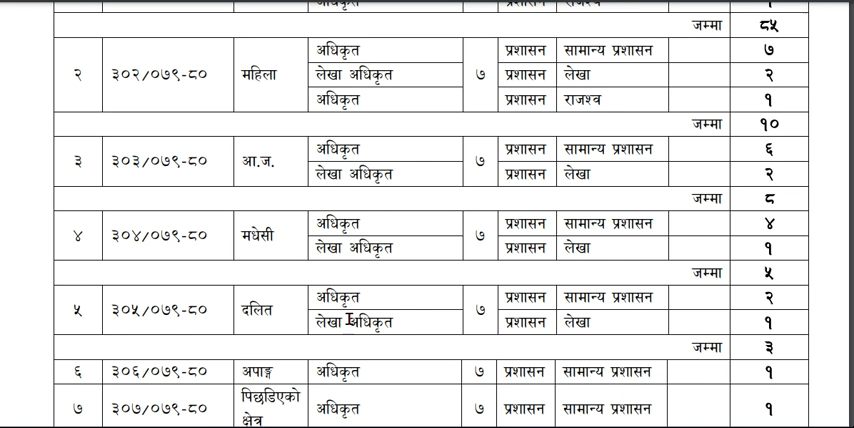 अधिकृत प्रशासन राजश्व १
जम्मा ८५
२ ३०२/०७९-८० महिला अधिकृत ७ प्रशासन सामान्य प्रशासन ७
लेखा अधिकृत प्रशासन लेखा २
अधिकृत प्रशासन राजश्व १
जम्मा १०
३ ३०३/०७९-८० आ.ज. अधिकृत ७ प्रशासन सामान्य प्रशासन ६
लेखा अधिकृत प्रशासन लेखा २
जम्मा ८
४ ३०४/०७९-८० मधेसी अधिकृत ७ प्रशासन सामान्य प्रशासन ४
लेखा अधिकृत प्रशासन लेखा १
जम्मा ५
५ ३०५/०७९-८० दलित अधिकृत ७ प्रशासन सामान्य प्रशासन २
लेखा अधिकृत प्रशासन लेखा १
जम्मा ३
६ ३०६/०७९-८० अपाङ्ग अधिकृत ७ प्रशासन सामान्य प्रशासन १
७ ३०७/०७९-८० पिछडिएको क्षेत्र अधिकृत ७ प्रशासन सामान्य प्रशासन १